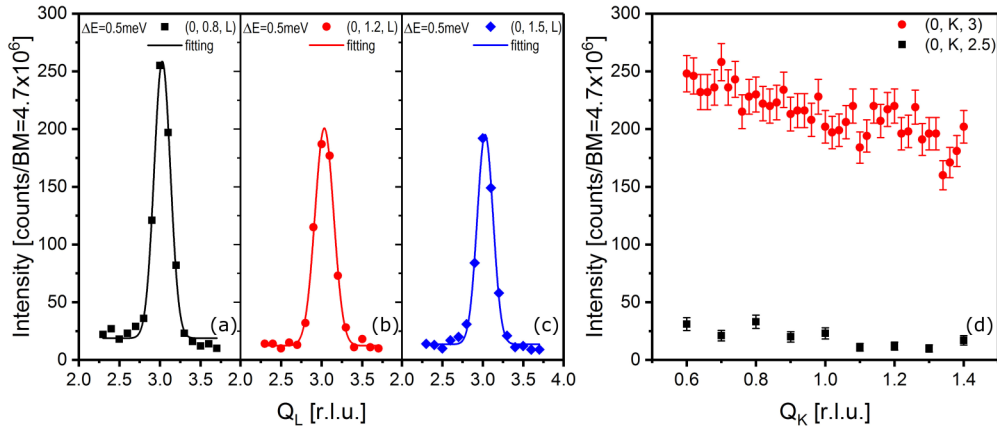 ΔE=0.5meV
(0, 0.8, L)
fitting
ΔE=0.5meV
(0, 1.2, L)
fitting
ΔE=0.5meV
(0, 1.5, L)
fitting
(0, K, 3)
(0, K, 2.5)
Intensity [counts/BM=4.7x10⁶]
300
250
200
150
100
50
0
(a)
(b)
(c)
2.0 2.5 3.0 3.5 2.0 2.5 3.0 3.5 2.0 2.5 3.0 3.5 4.0
Q_L [r.l.u.]
Intensity [counts/BM=4.7x10⁶]
300
250
200
150
100
50
0
(d)
0.6 0.8 1.0 1.2 1.4
Q_K [r.l.u.]